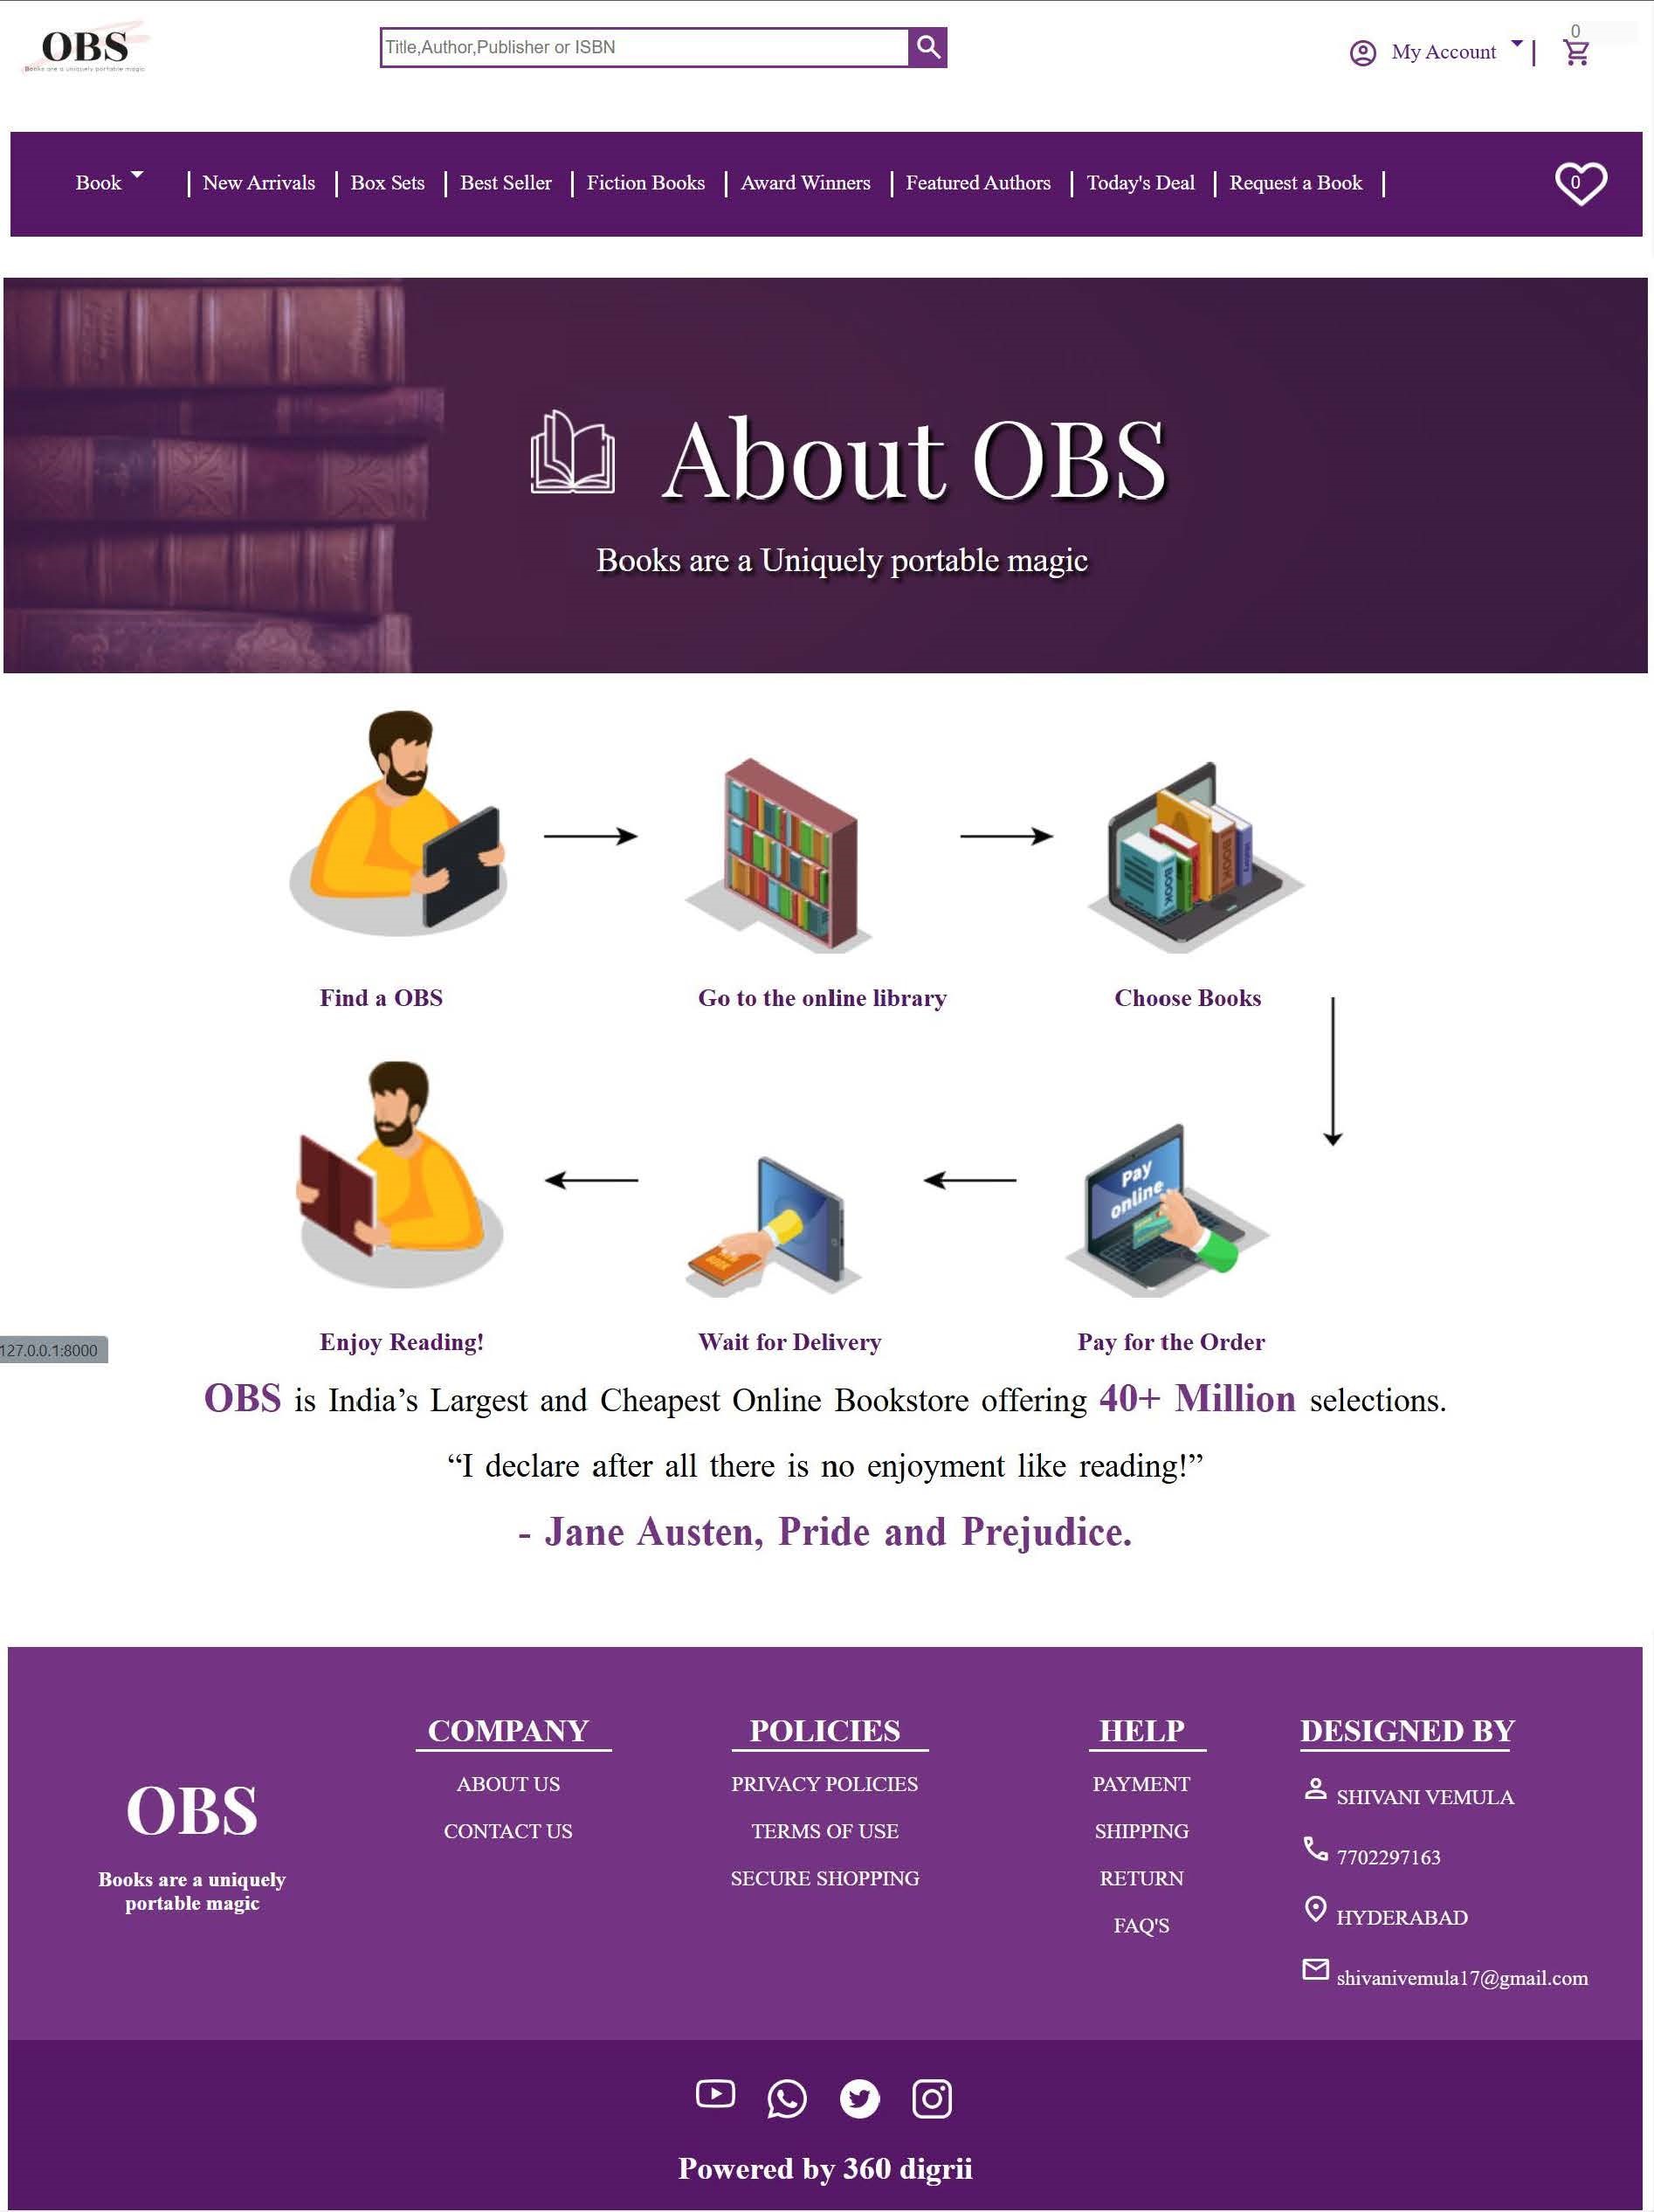 OBS
Books are a uniquely portable magic
Title,Author,Publisher or ISBN
My Account
0
Book
New Arrivals
Box Sets
Best Seller
Fiction Books
Award Winners
Featured Authors
Today's Deal
Request a Book
0
About OBS
Books are a Uniquely portable magic
BOOK
BOOK
Find a OBS
Go to the online library
Choose Books
Pay
online
BOOK
Enjoy Reading!
Wait for Delivery
Pay for the Order
127.0.0.1:8000
OBS is India’s Largest and Cheapest Online Bookstore offering 40+ Million selections.
“I declare after all there is no enjoyment like reading!”
- Jane Austen, Pride and Prejudice.
OBS
Books are a uniquely
portable magic
COMPANY
ABOUT US
CONTACT US
POLICIES
PRIVACY POLICIES
TERMS OF USE
SECURE SHOPPING
HELP
PAYMENT
SHIPPING
RETURN
FAQ'S
DESIGNED BY
SHIVANI VEMULA
7702297163
HYDERABAD
shivanivemula17@gmail.com
Powered by 360 digrii